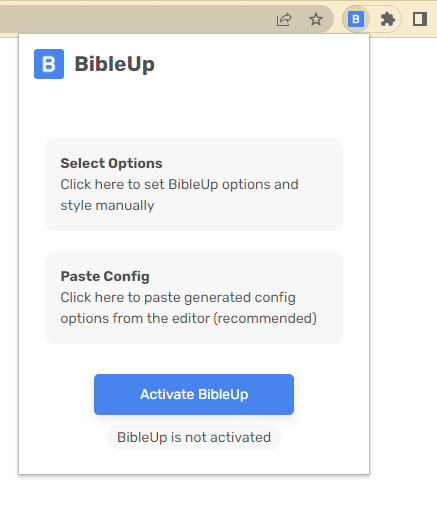 B
B BibleUp
Select Options
Click here to set BibleUp options and
style manually
Paste Config
Click here to paste generated config
options from the editor (recommended)
Activate BibleUp
BibleUp is not activated